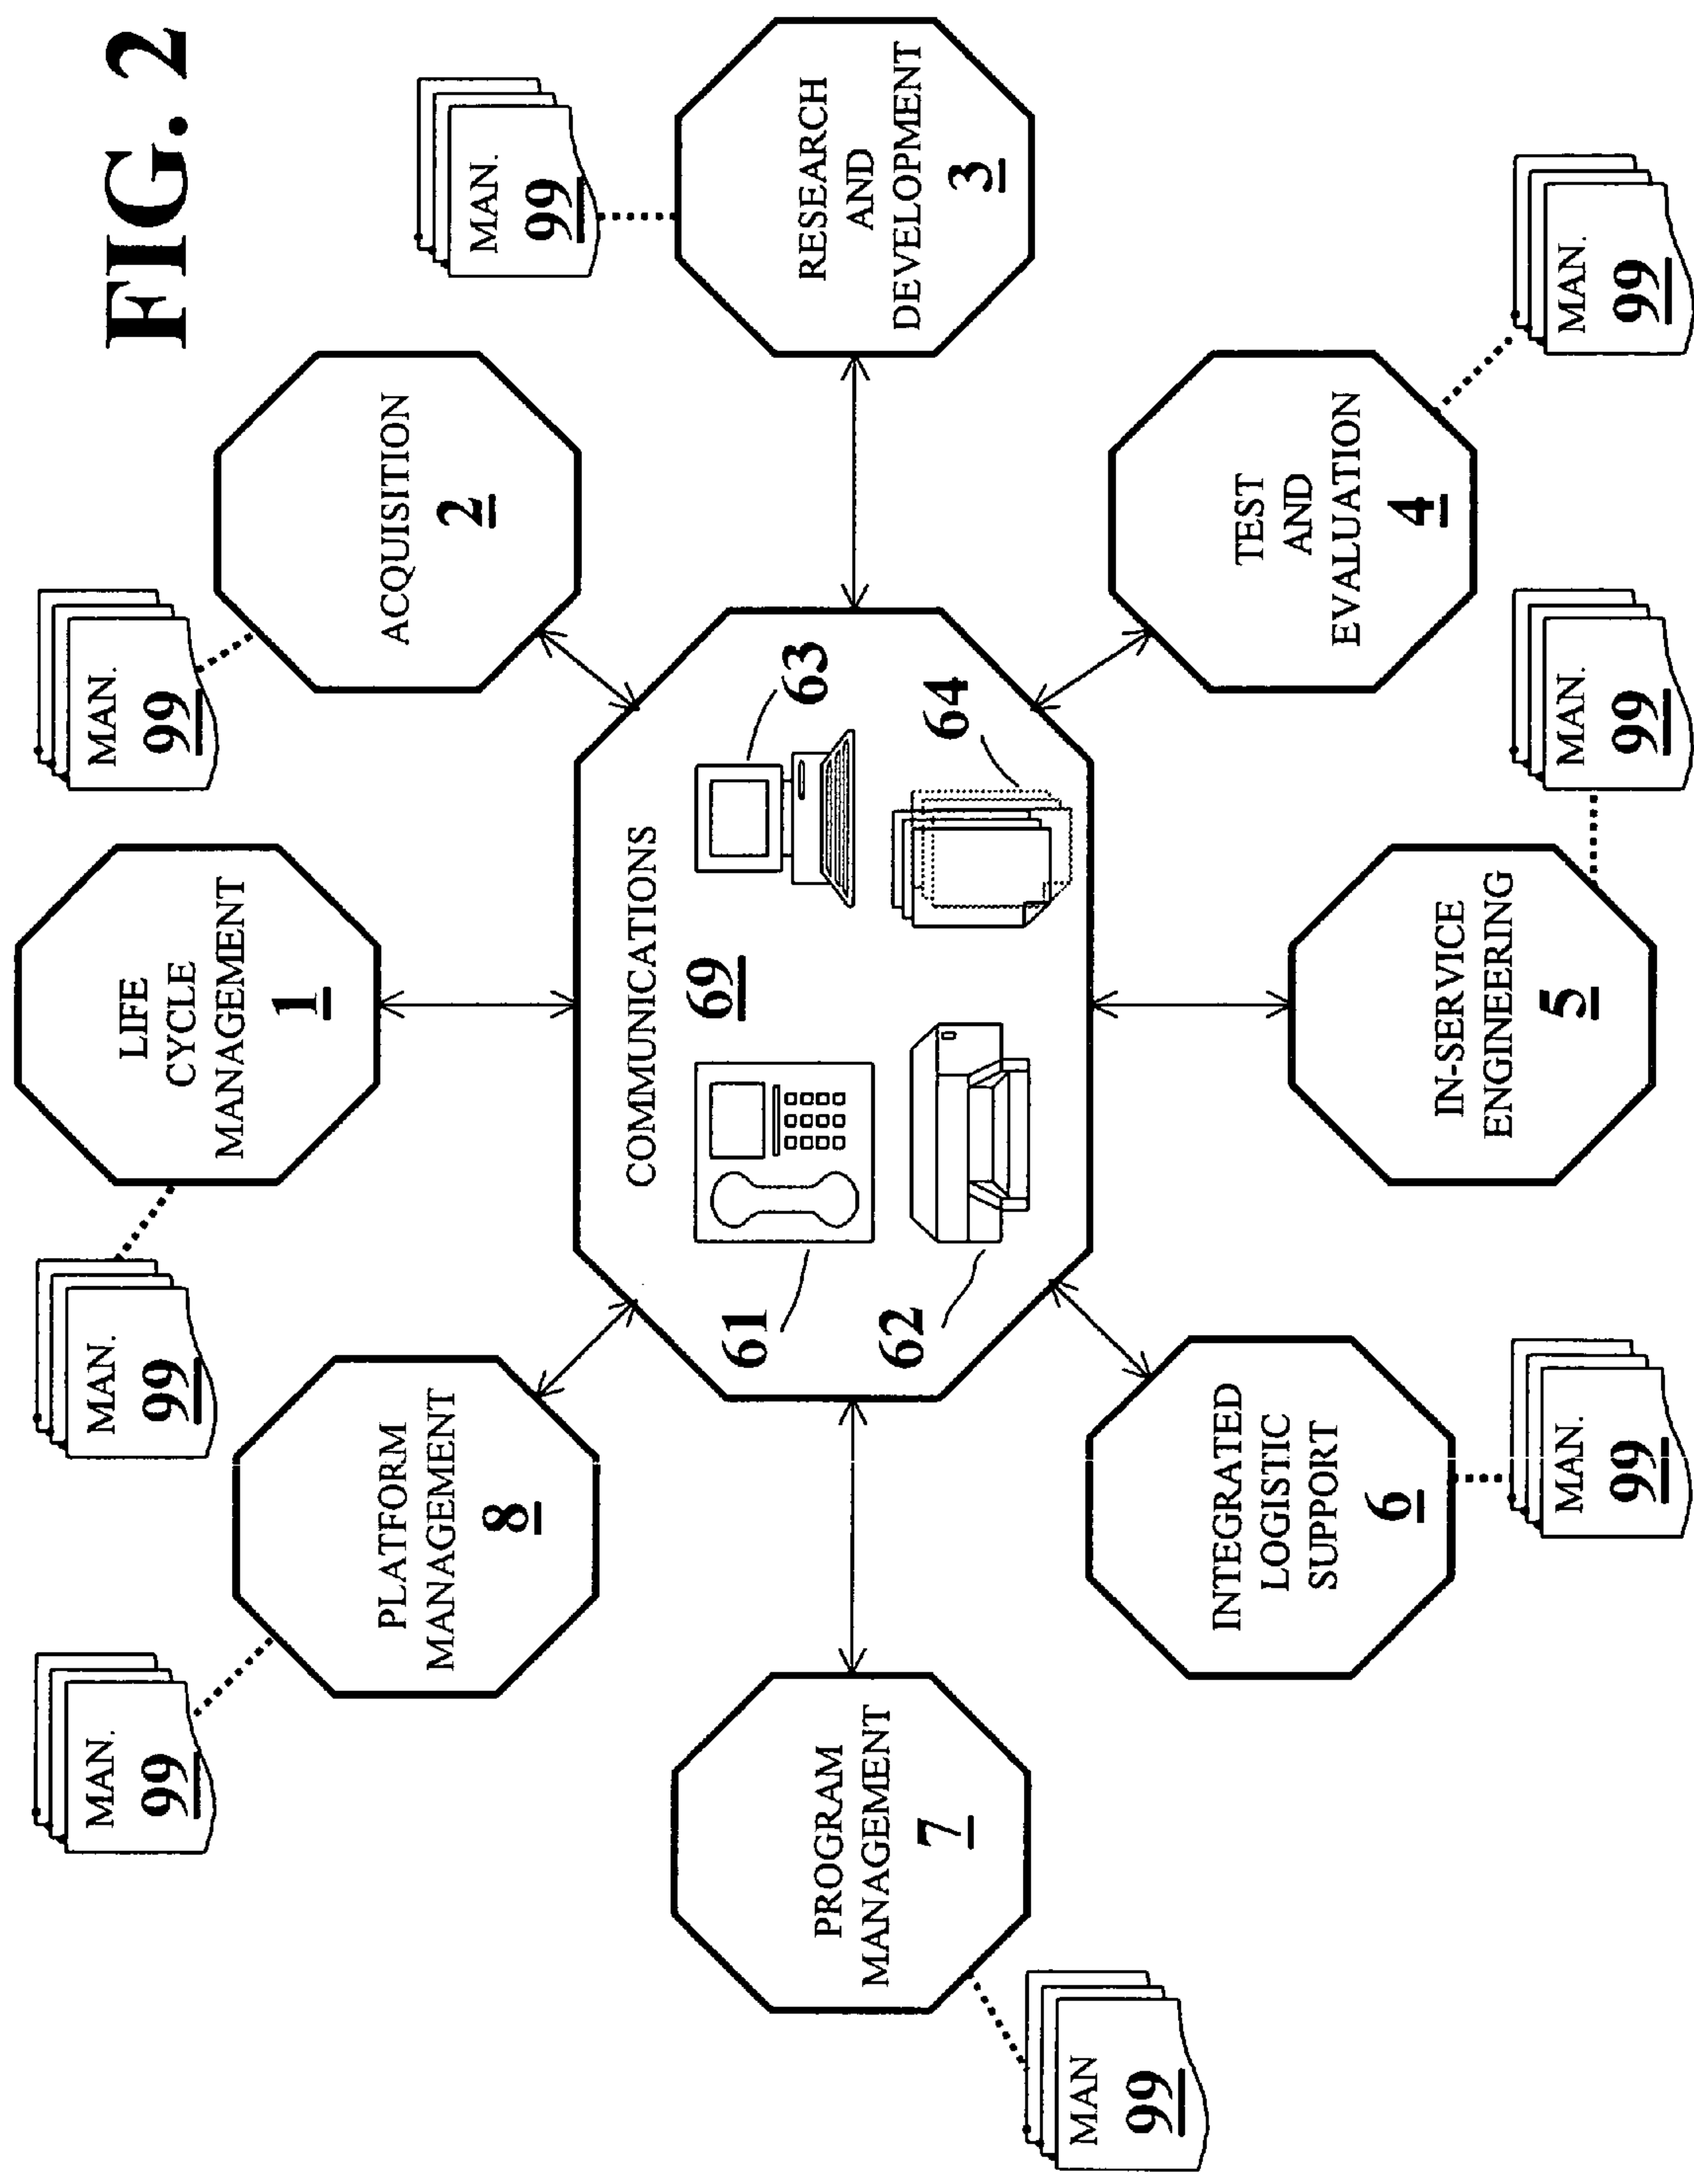 FIG. 2
MAN.
99
MAN.
99
LIFE
CYCLE
MANAGEMENT
1
MAN.
99
PLATFORM
MANAGEMENT
8
ACQUISITION
2
MAN.
99
COMMUNICATIONS
69
61
63
62
64
PROGRAM
MANAGEMENT
7
RESEARCH
AND
DEVELOPMENT
3
MAN
99
INTEGRATED
LOGISTIC
SUPPORT
6
IN-SERVICE
ENGINEERING
5
TEST
AND
EVALUATION
4
MAN.
99
MAN.
99
MAN.
99